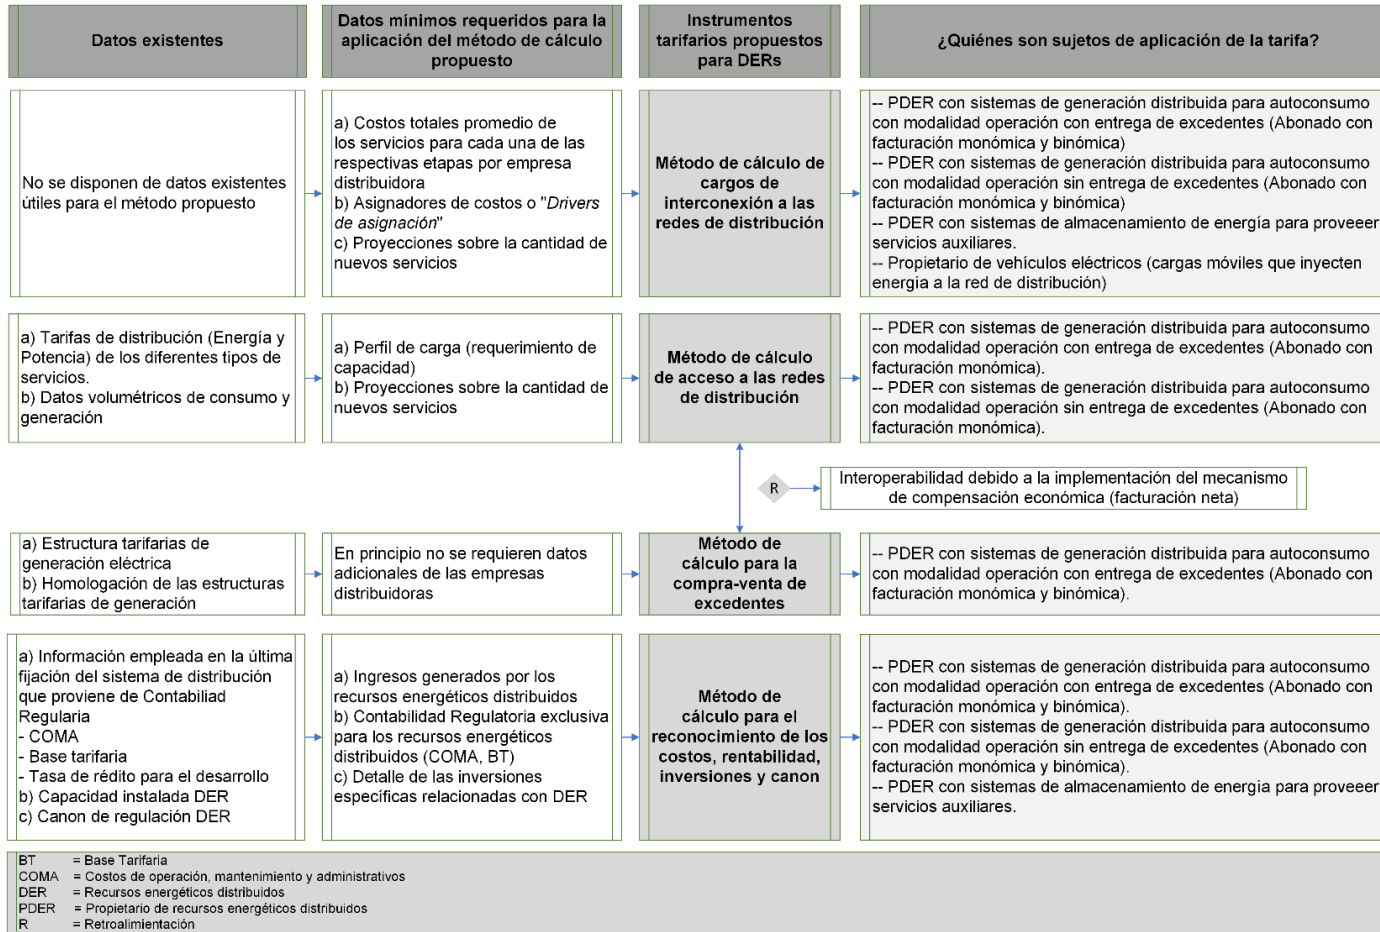 Datos existentes
Datos mínimos requeridos para la
aplicación del método de cálculo
propuesto
Instrumentos
tarifarios propuestos
para DERs
¿Quiénes son sujetos de aplicación de la tarifa?
No se disponen de datos existentes
útiles para el método propuesto
a) Costos totales promedio de
los servicios para cada una de las
respectivas etapas por empresa
distribuidora
b) Asignadores de costos o "Drivers
de asignación"
c) Proyecciones sobre la cantidad de
nuevos servicios
Método de cálculo de
cargos de
interconexión a las
redes de distribución
-- PDER con sistemas de generación distribuida para autoconsumo
con modalidad operación con entrega de excedentes (Abonado con
facturación monómica y binómica)
-- PDER con sistemas de generación distribuida para autoconsumo
con modalidad operación sin entrega de excedentes (Abonado con
facturación monómica y binómica)
-- PDER con sistemas de almacenamiento de energía para proveeer
servicios auxiliares.
-- Propietario de vehículos eléctricos (cargas móviles que inyecten
energía a la red de distribución)
a) Tarifas de distribución (Energía y
Potencia) de los diferentes tipos de
servicios.
b) Datos volumétricos de consumo y
generación
a) Perfil de carga (requerimiento de
capacidad)
b) Proyecciones sobre la cantidad de
nuevos servicios
Método de cálculo
de acceso a las redes
de distribución
-- PDER con sistemas de generación distribuida para autoconsumo
con modalidad operación con entrega de excedentes (Abonado con
facturación monómica).
-- PDER con sistemas de generación distribuida para autoconsumo
con modalidad operación sin entrega de excedentes (Abonado con
facturación monómica).
R
Interoperabilidad debido a la implementación del mecanismo
de compensación económica (facturación neta)
a) Estructura tarifarias de
generación eléctrica
b) Homologación de las estructuras
tarifarias de generación
En principio no se requieren datos
adicionales de las empresas
distribuidoras
Método de
cálculo para la
compra-venta de
excedentes
-- PDER con sistemas de generación distribuida para autoconsumo
con modalidad operación con entrega de excedentes (Abonado con
facturación monómica y binómica).
a) Información empleada en la última
fijación del sistema de distribución
que proviene de Contabiliad
Regularia
- COMA
- Base tarifaria
- Tasa de rédito para el desarrollo
b) Capacidad instalada DER
c) Canon de regulación DER
a) Ingresos generados por los
recursos energéticos distribuidos
b) Contabilidad Regulatoria exclusiva
para los recursos energéticos
distribuidos (COMA, BT)
c) Detalle de las inversiones
específicas relacionadas con DER
Método de
cálculo para el
reconocimiento de los
costos, rentabilidad,
inversiones y canon
-- PDER con sistemas de generación distribuida para autoconsumo
con modalidad operación con entrega de excedentes (Abonado con
facturación monómica y binómica).
-- PDER con sistemas de generación distribuida para autoconsumo
con modalidad operación sin entrega de excedentes (Abonado con
facturación monómica y binómica).
-- PDER con sistemas de almacenamiento de energía para proveeer
servicios auxiliares.
BT = Base Tarifaria
COMA = Costos de operación, mantenimiento y administrativos
DER = Recursos energéticos distribuidos
PDER = Propietario de recursos energéticos distribuidos
R = Retroalimentación